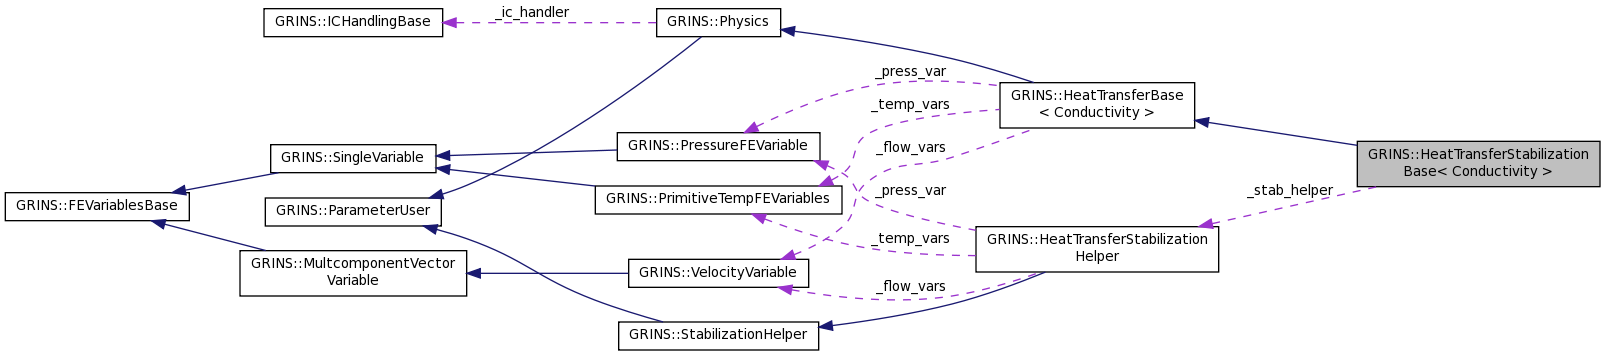 GRINS::ICHandlingBase
_ic_handler
GRINS::Physics
_press_var
GRINS::HeatTransferBase
< Conductivity >
_temp_vars
GRINS::PressureFEVariable
_flow_vars
GRINS::SingleVariable
GRINS::HeatTransferStabilization
Base< Conductivity >
GRINS::FEVariablesBase
GRINS::ParameterUser
GRINS::PrimitiveTempFEVariables
_press_var
_stab_helper
_temp_vars
GRINS::HeatTransferStabilization
Helper
GRINS::MultcomponentVector
Variable
GRINS::VelocityVariable
_flow_vars
GRINS::StabilizationHelper